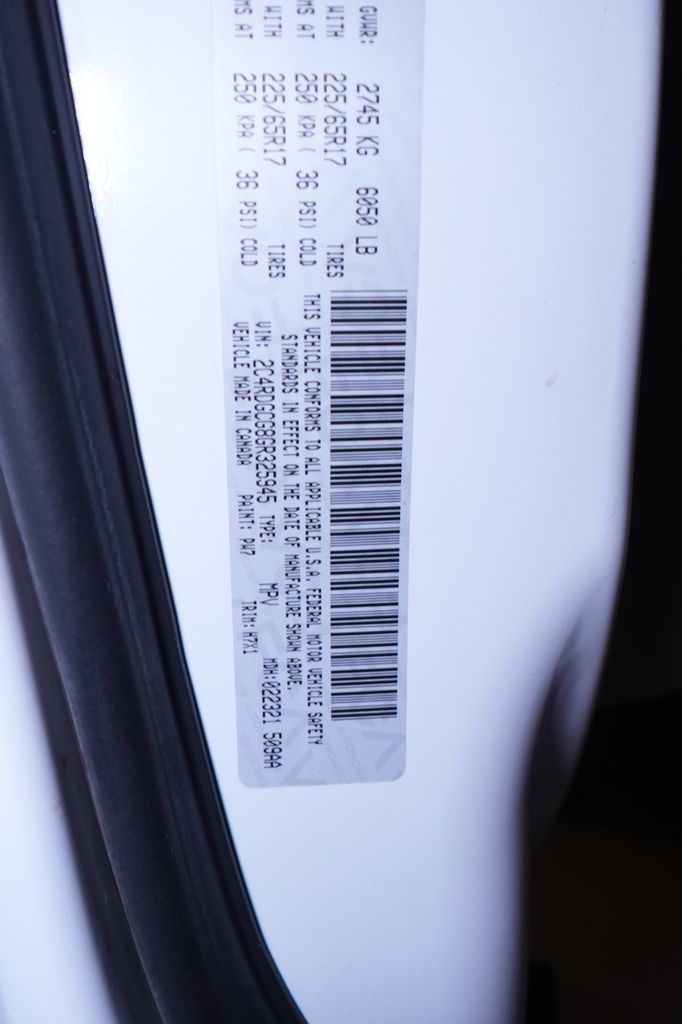 GVWR: 2745 KG 6050 LB
WITH 225/65R17 TIRES
MS AT 250 KPA ( 36 PSI) COLD
WITH 225/65R17 TIRES
MS AT 250 KPA ( 36 PSI) COLD
THIS VEHICLE CONFORMS TO ALL APPLICABLE U.S.A. FEDERAL MOTOR VEHICLE SAFETY
STANDARDS IN EFFECT ON THE DATE OF MANUFACTURE SHOWN ABOVE.
VIN: 2C4RDGCG8GR325945 TYPE: MPV MDH:022321 509AA
VEHICLE MADE IN CANADA PAINT: PW7 TRIM: H7X1